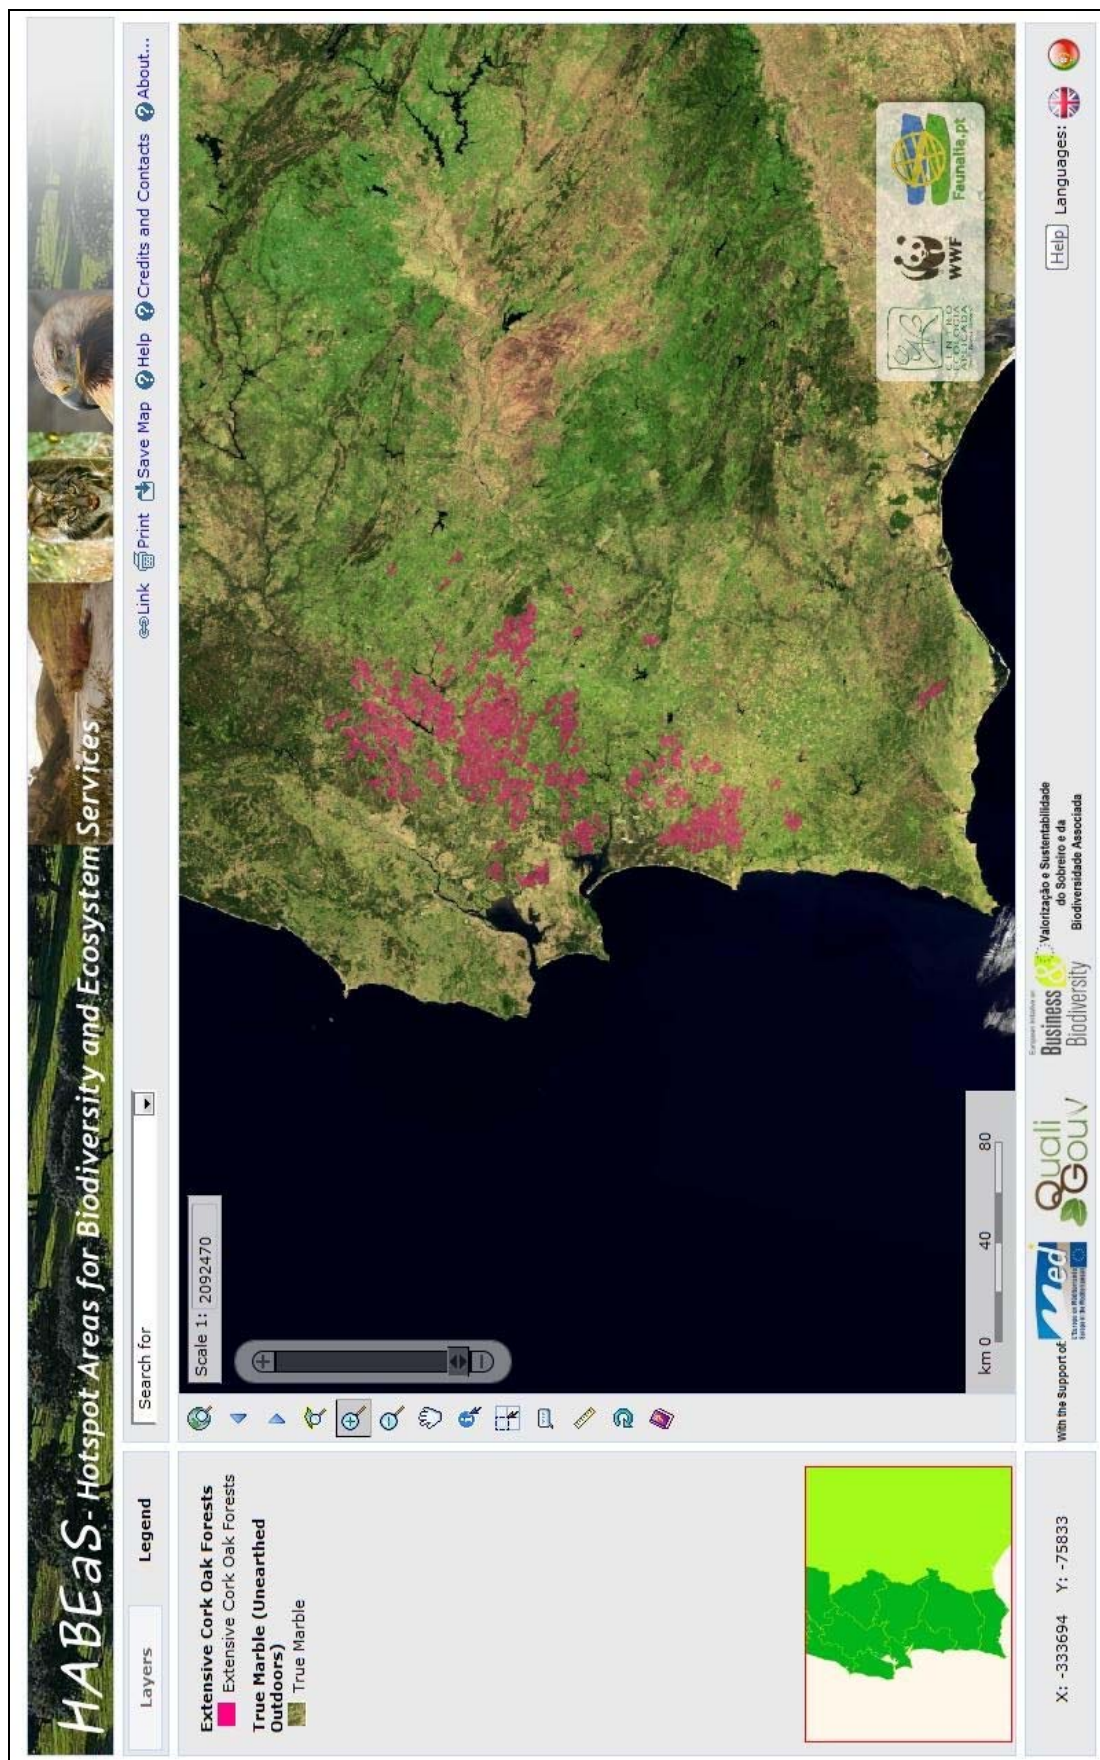 HABEaS - Hotspot Areas for Biodiversity and Ecosystem Services
Layers
Legend
Search for
Link
Print
Save Map
Help
Credits and Contacts
About...
Extensive Cork Oak Forests
Extensive Cork Oak Forests
True Marble (Unearthed
Outdoors)
True Marble
Scale 1: 2092470
km 0 40 80
CENTRO
ECOLOGIA
APLICADA
WWF
Faunalia.pt
X: -333694 Y: -75833
With the Support of:
Med
Quali
Gouv
Business &
Biodiversity
Valorização e Sustentabilidade
do Sobreiro e da
Biodiversidade Associada
Help
Languages: